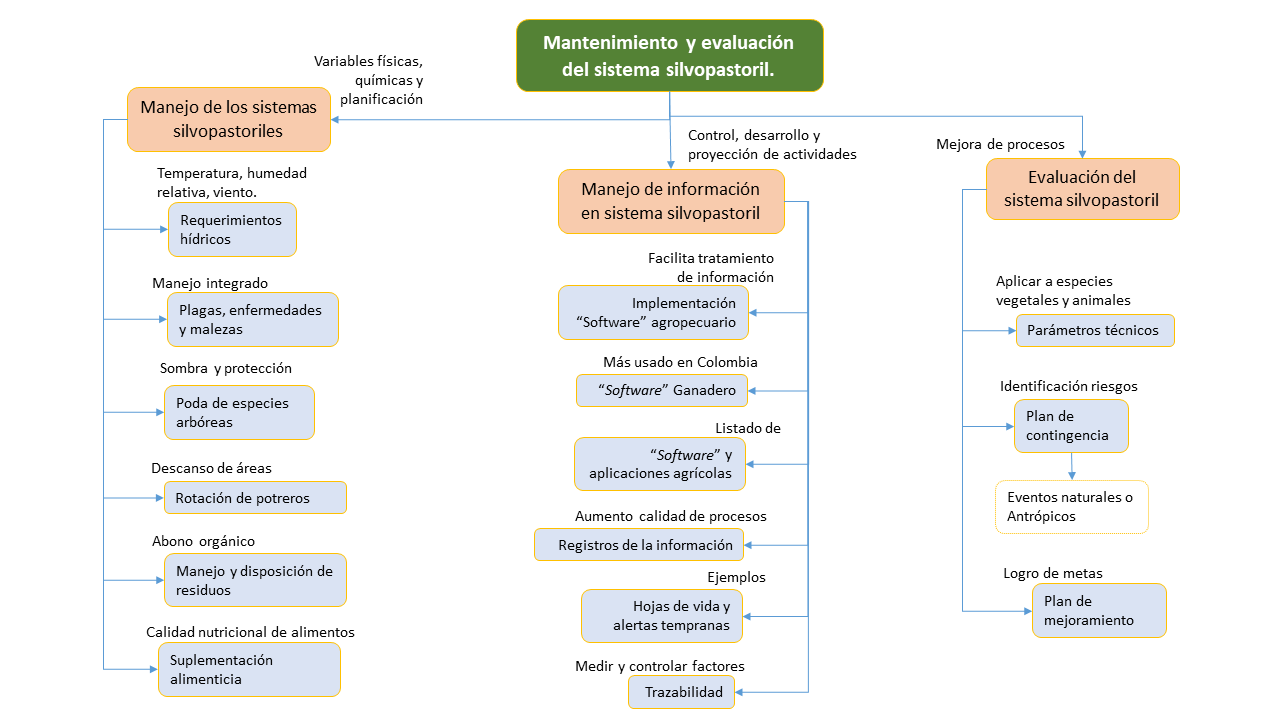 Mantenimiento y evaluación
del sistema silvopastoril.
Variables físicas,
químicas y
planificación
Manejo de los sistemas
silvopastoriles
Temperatura, humedad
relativa, viento.
Requerimientos
hídricos
Manejo integrado
Plagas, enfermedades
y malezas
Sombra y protección
Poda de especies
arbóreas
Descanso de áreas
Rotación de potreros
Abono orgánico
Manejo y disposición de
residuos
Calidad nutricional de alimentos
Suplementación
alimenticia
Control, desarrollo y
proyección de actividades
Manejo de información
en sistema silvopastoril
Facilita tratamiento
de información
Implementación
“Software” agropecuario
Más usado en Colombia
“Software” Ganadero
Listado de
“Software” y
aplicaciones agrícolas
Aumento calidad de procesos
Registros de la información
Ejemplos
Hojas de vida y
alertas tempranas
Medir y controlar factores
Trazabilidad
Mejora de procesos
Evaluación del
sistema silvopastoril
Aplicar a especies
vegetales y animales
Parámetros técnicos
Identificación riesgos
Plan de
contingencia
Eventos naturales o
Antrópicos
Logro de metas
Plan de
mejoramiento